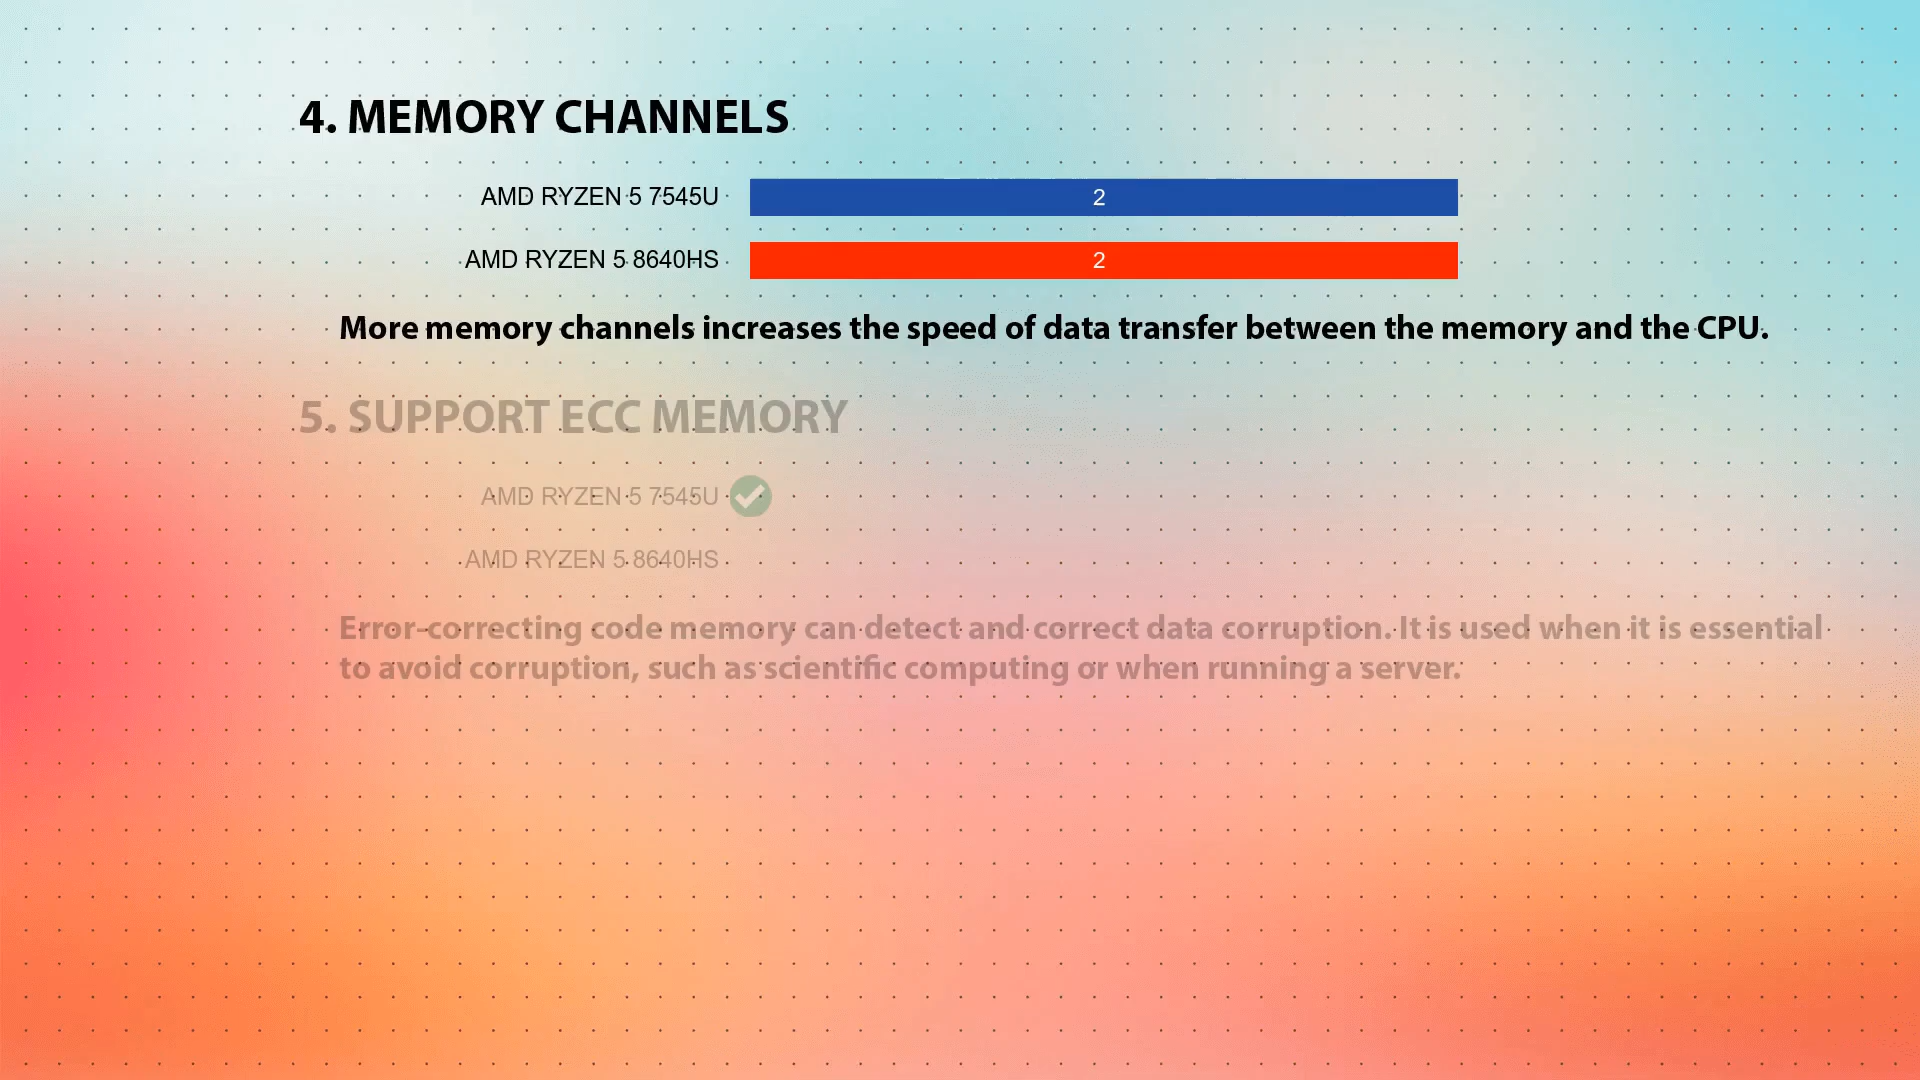 4. MEMORY CHANNELS
AMD RYZEN 5 7545U
2
AMD RYZEN 5 8640HS
2
More memory channels increases the speed of data transfer between the memory and the CPU.
5. SUPPORT ECC MEMORY
AMD RYZEN 5 7545U
AMD RYZEN 5 8640HS
Error-correcting code memory can detect and correct data corruption. It is used when it is essential
to avoid corruption, such as scientific computing or when running a server.